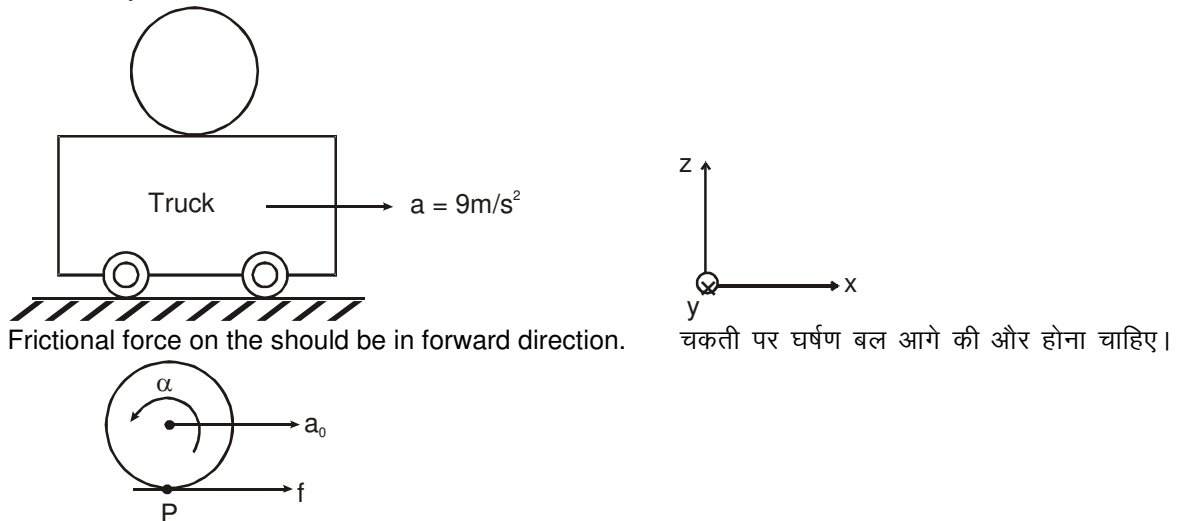 z
Truck
a = 9m/s²
x
y
Frictional force on the should be in forward direction. चकती पर घर्षण बल आगे की और होना चाहिए।
α
a₀
f
P